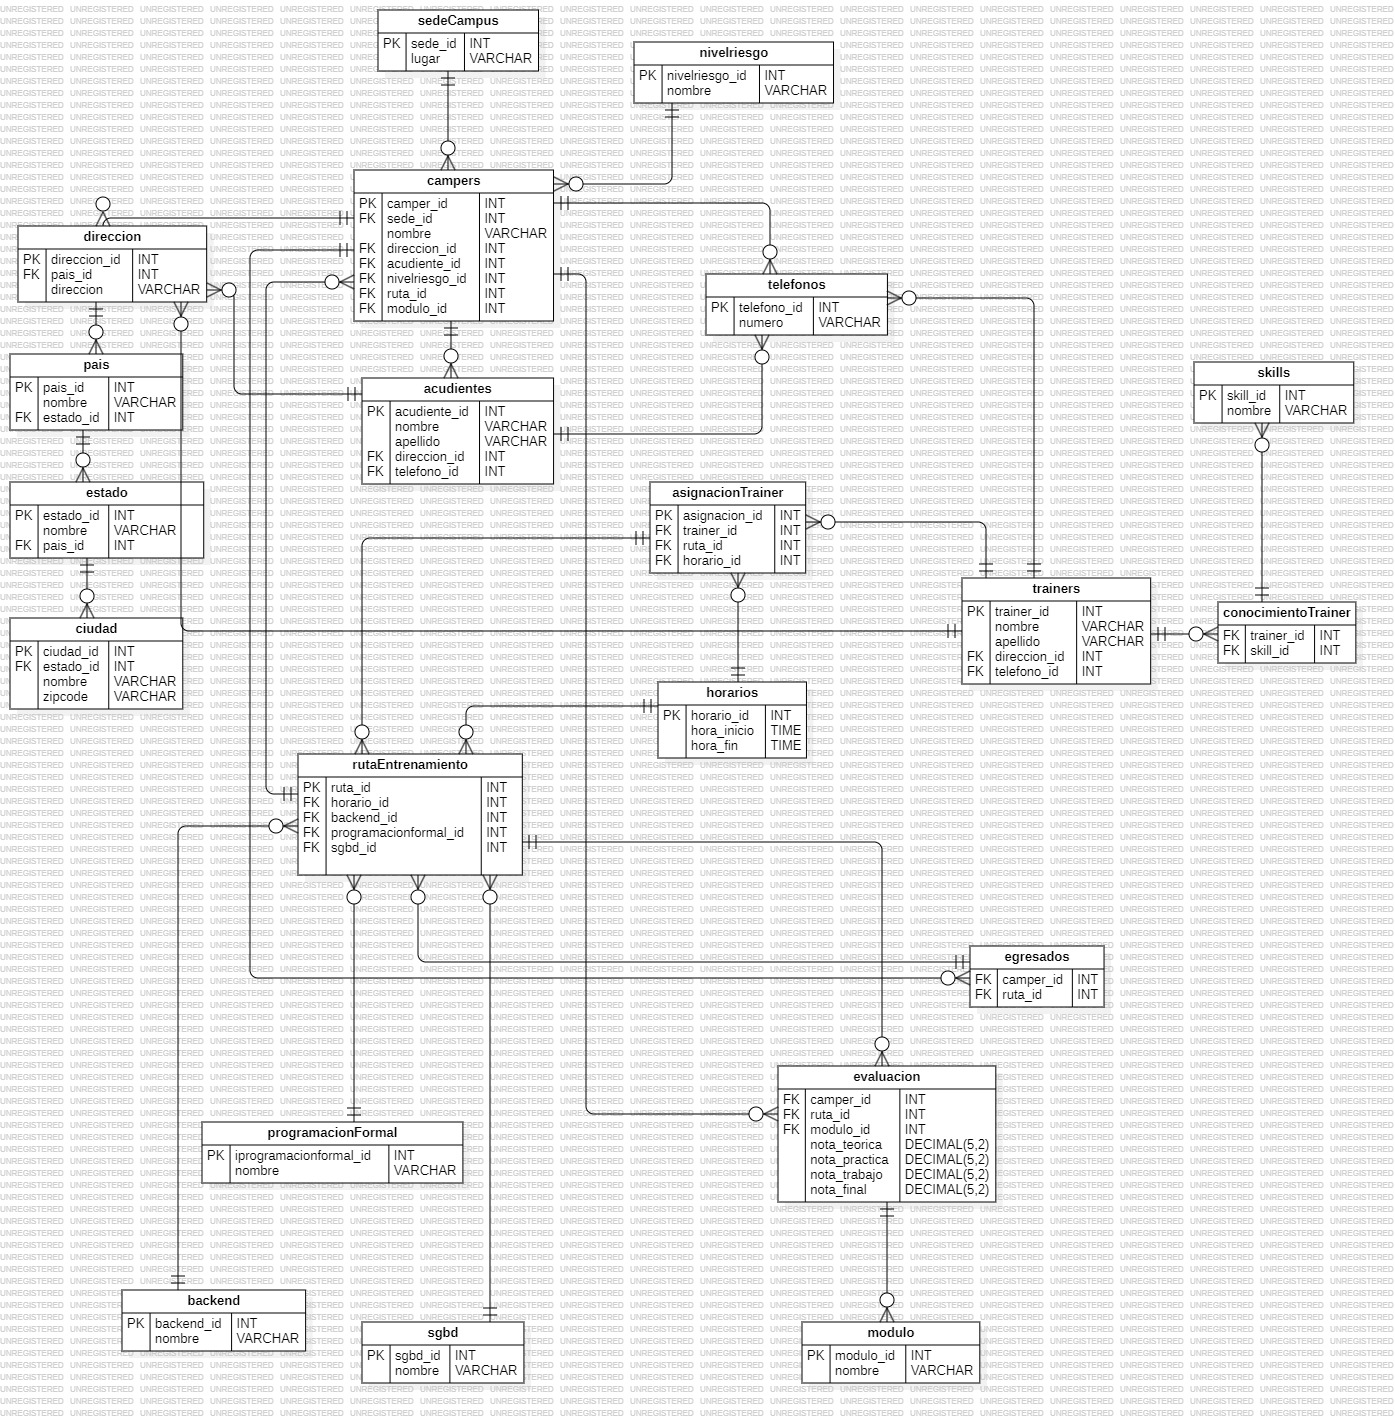 sedeCampus
PK sede_id INT
lugar VARCHAR
nivelriesgo
PK nivelriesgo_id INT
nombre VARCHAR
campers
PK camper_id INT
FK sede_id INT
nombre VARCHAR
FK direccion_id INT
FK acudiente_id INT
FK nivelriesgo_id INT
FK ruta_id INT
FK modulo_id INT
direccion
PK direccion_id INT
FK pais_id INT
direccion VARCHAR
telefonos
PK telefono_id INT
numero VARCHAR
pais
PK pais_id INT
nombre VARCHAR
FK estado_id INT
acudientes
PK acudiente_id INT
nombre VARCHAR
apellido VARCHAR
FK direccion_id INT
FK telefono_id INT
skills
PK skill_id INT
nombre VARCHAR
estado
PK estado_id INT
nombre VARCHAR
FK pais_id INT
asignacionTrainer
PK asignacion_id INT
FK trainer_id INT
FK ruta_id INT
FK horario_id INT
trainers
PK trainer_id INT
nombre VARCHAR
apellido VARCHAR
FK direccion_id INT
FK telefono_id INT
conocimientoTrainer
FK trainer_id INT
FK skill_id INT
ciudad
PK ciudad_id INT
FK estado_id INT
nombre VARCHAR
zipcode VARCHAR
horarios
PK horario_id INT
hora_inicio TIME
hora_fin TIME
rutaEntrenamiento
PK ruta_id INT
FK horario_id INT
FK backend_id INT
FK programacionformal_id INT
FK sgbd_id INT
egresados
FK camper_id INT
FK ruta_id INT
evaluacion
FK camper_id INT
FK ruta_id INT
FK modulo_id INT
nota_teorica DECIMAL(5,2)
nota_practica DECIMAL(5,2)
nota_trabajo DECIMAL(5,2)
nota_final DECIMAL(5,2)
programacionFormal
PK iprogramacionformal_id INT
nombre VARCHAR
backend
PK backend_id INT
nombre VARCHAR
sgbd
PK sgbd_id INT
nombre VARCHAR
modulo
PK modulo_id INT
nombre VARCHAR
UNREGISTERED